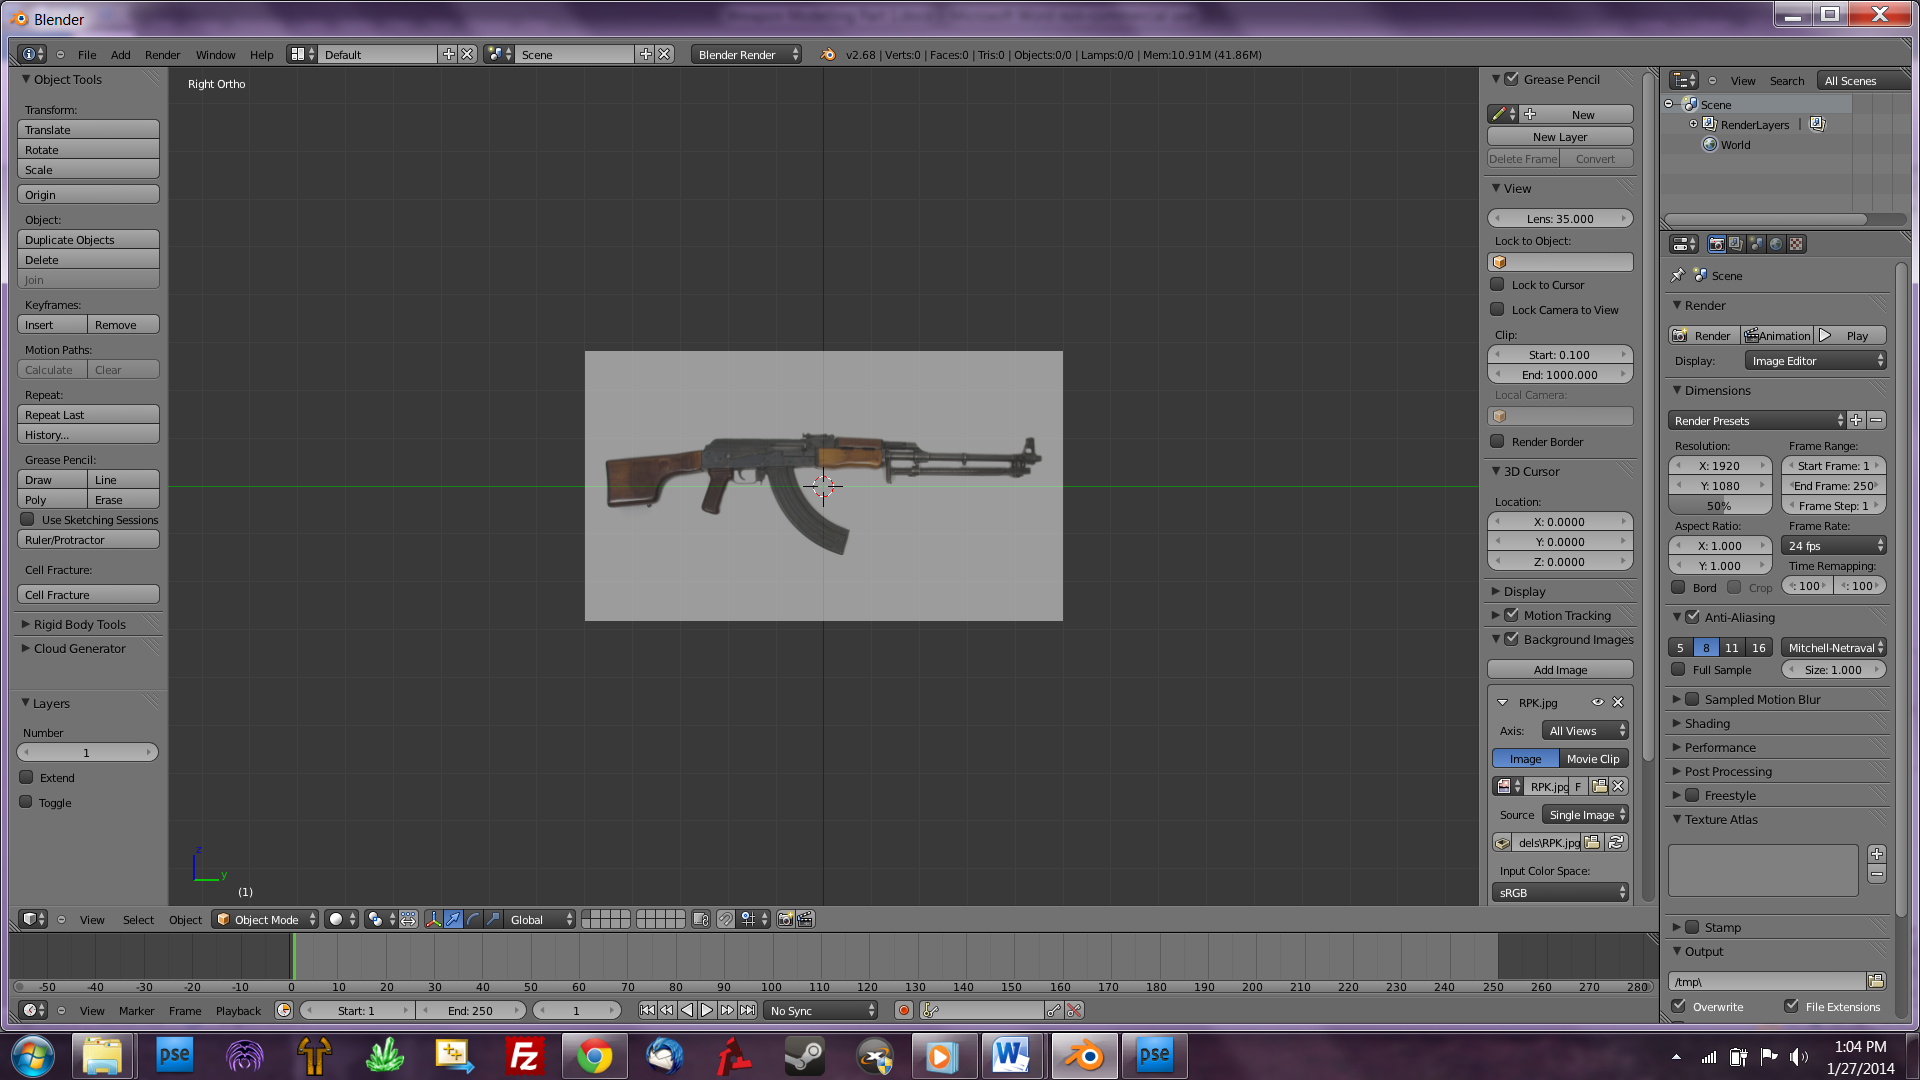 Blender
File Add Render Window Help Default Scene Blender Render v2.68 | Verts:0 | Faces:0 | Tris:0 | Objects:0/0 | Lamps:0/0 | Mem:10.91M (41.86M)
Object Tools
Transform:
Translate
Rotate
Scale
Origin
Object:
Duplicate Objects
Delete
Join
Keyframes:
Insert Remove
Motion Paths:
Calculate Clear
Repeat:
Repeat Last
History...
Grease Pencil:
Draw Line
Poly Erase
Use Sketching Sessions
Ruler/Protractor
Cell Fracture:
Cell Fracture
Rigid Body Tools
Cloud Generator
Layers
Number
1
Extend
Toggle
Right Ortho
z
y
(1)
Grease Pencil
New
New Layer
Delete Frame Convert
View
Lens: 35.000
Lock to Object:
Lock to Cursor
Lock Camera to View
Clip:
Start: 0.100
End: 1000.000
Local Camera:
Render Border
3D Cursor
Location:
X: 0.0000
Y: 0.0000
Z: 0.0000
Display
Motion Tracking
Background Images
Add Image
RPK.jpg
Axis: All Views
Image Movie Clip
RPK.jpg F
Source Single Image
dels\RPK.jpg
Input Color Space:
sRGB
View Search All Scenes
Scene
RenderLayers |
World
Scene
Render
Render Animation Play
Display: Image Editor
Dimensions
Render Presets
Resolution: Frame Range:
X: 1920 Start Frame: 1
Y: 1080 End Frame: 250
50% Frame Step: 1
Aspect Ratio: Frame Rate:
X: 1.000 24 fps
Y: 1.000 Time Remapping:
Bord Crop : 100 : 100
Anti-Aliasing
5 8 11 16 Mitchell-Netraval
Full Sample Size: 1.000
Sampled Motion Blur
Shading
Performance
Post Processing
Freestyle
Texture Atlas
Stamp
Output
/tmp\
Overwrite File Extensions
View Select Object Object Mode Global
-50 -40 -30 -20 -10 0 10 20 30 40 50 60 70 80 90 100 110 120 130 140 150 160 170 180 190 200 210 220 230 240 250 260 270 280
View Marker Frame Playback Start: 1 End: 250 1 No Sync
pse
Fz
W
pse
1:04 PM
1/27/2014